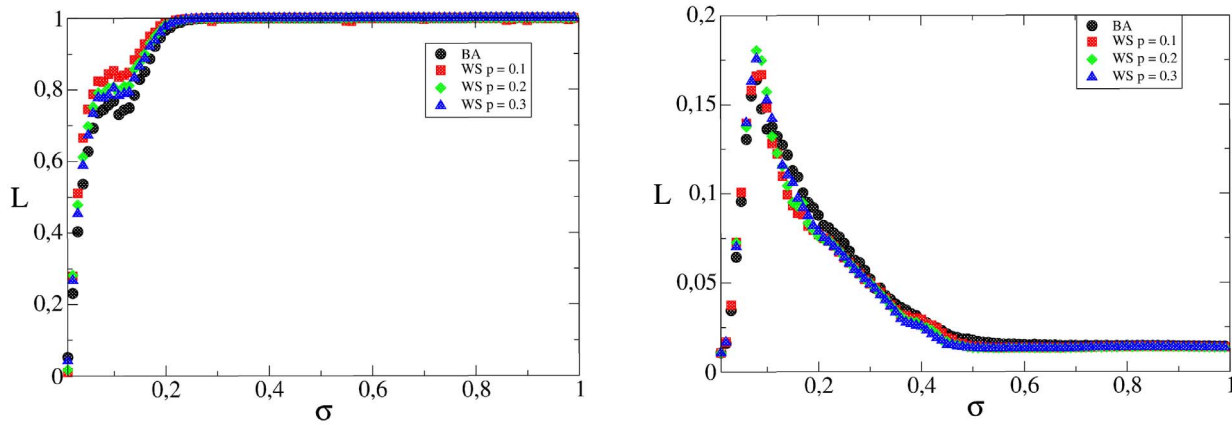 1
0,8
0,6
L
0,4
0,2
0
0
0,2
0,4
0,6
0,8
1
σ
BA
WS p = 0.1
WS p = 0.2
WS p = 0.3
0,2
0,15
L
0,1
0,05
0
0,2
0,4
0,6
0,8
1
σ
BA
WS p = 0.1
WS p = 0.2
WS p = 0.3